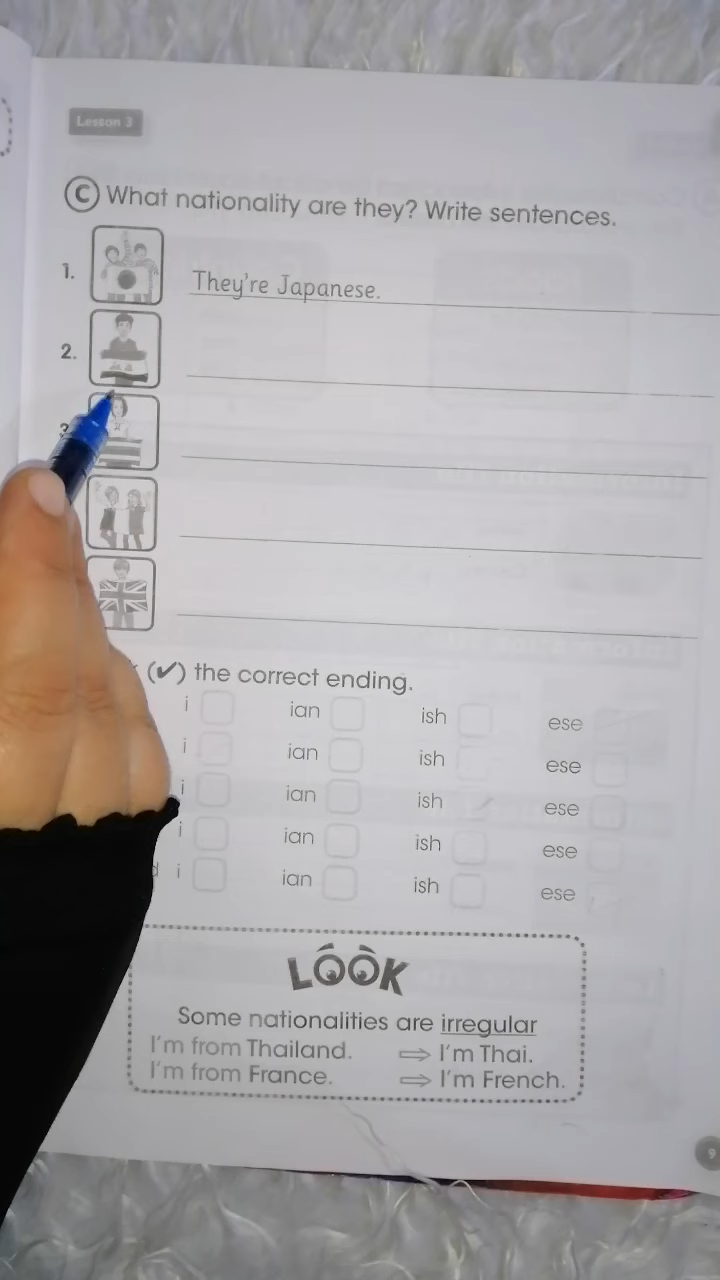 Lesson 3
C What nationality are they? Write sentences.
1. They're Japanese.
2.
3
(✔) the correct ending.
i ian ish ese
i ian ish ese
i ian ish ese
i ian ish ese
d i ian ish ese
LOOK
Some nationalities are irregular
I'm from Thailand. ⇒ I'm Thai.
I'm from France. ⇒ I'm French.
9